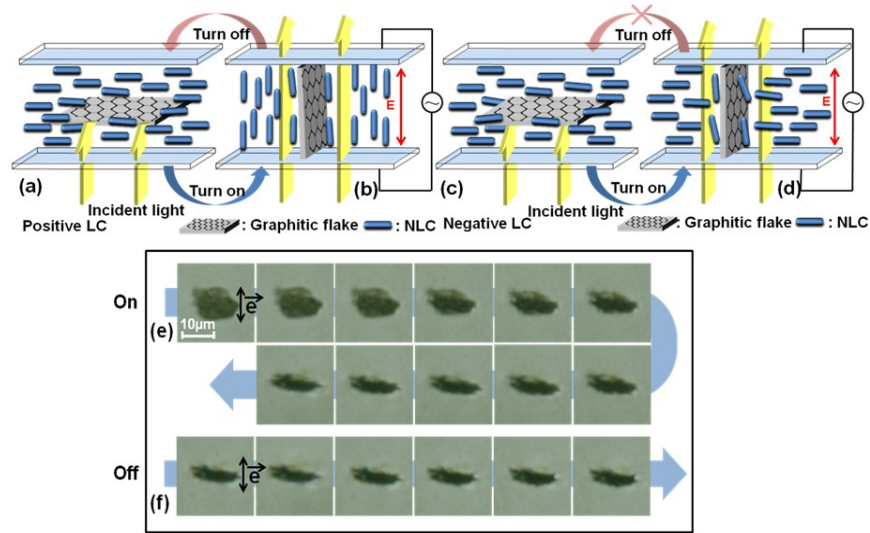 Turn off
E
(a)
Turn on
(b)
Incident light
Positive LC
: Graphitic flake
: NLC
Turn off
E
(c)
Turn on
(d)
Incident light
Negative LC
: Graphitic flake
: NLC
On
(e)
e
10μm
Off
(f)
e